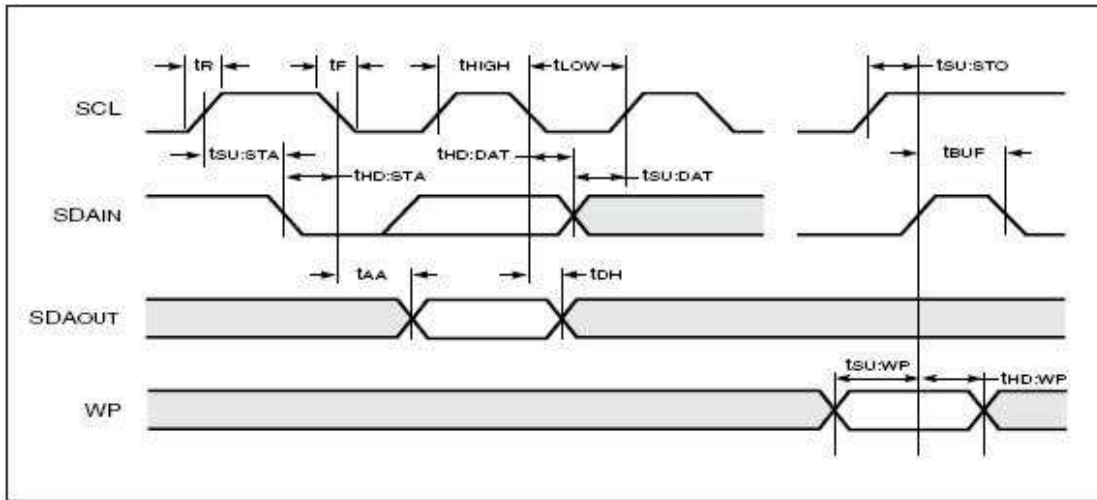 tR tF tHIGH tLOW tSU:STO
SCL
tSU:STA tHD:STA tHD:DAT tSU:DAT tBUF
SDAIN
tAA tDH
SDAOUT
tSU:WP tHD:WP
WP